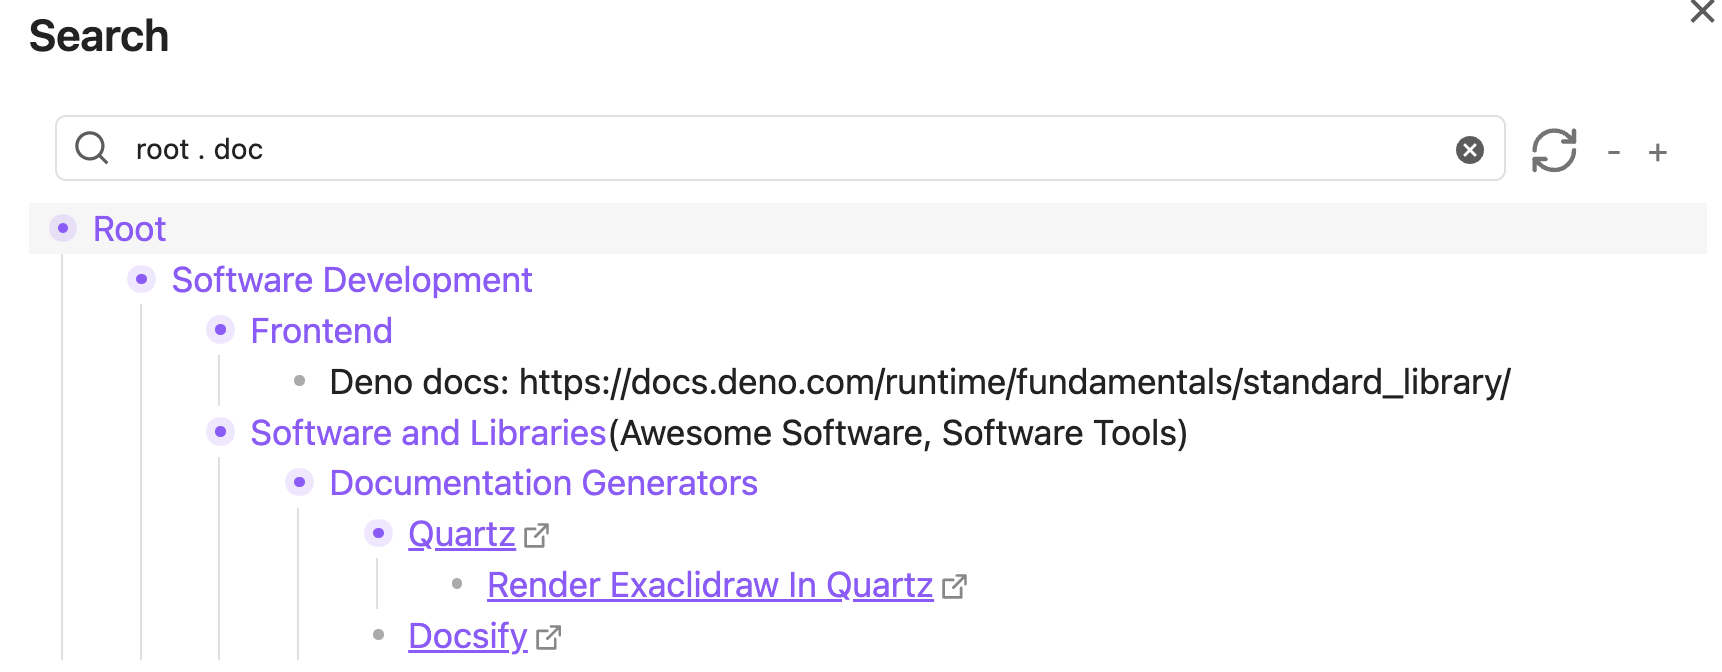 Search
root . doc
- +
Root
Software Development
Frontend
Deno docs: https://docs.deno.com/runtime/fundamentals/standard_library/
Software and Libraries(Awesome Software, Software Tools)
Documentation Generators
Quartz
Render Exaclidraw In Quartz
Docsify